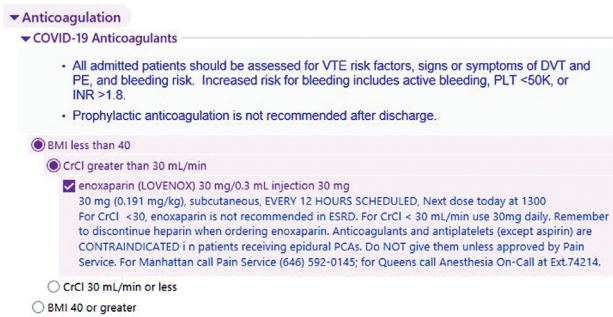 Anticoagulation
COVID-19 Anticoagulants
• All admitted patients should be assessed for VTE risk factors, signs or symptoms of DVT and
PE, and bleeding risk. Increased risk for bleeding includes active bleeding, PLT <50K, or
INR >1.8.
• Prophylactic anticoagulation is not recommended after discharge.
BMI less than 40
CrCl greater than 30 mL/min
enoxaparin (LOVENOX) 30 mg/0.3 mL injection 30 mg
30 mg (0.191 mg/kg), subcutaneous, EVERY 12 HOURS SCHEDULED, Next dose today at 1300
For CrCl <30, enoxaparin is not recommended in ESRD. For CrCl < 30 mL/min use 30mg daily. Remember
to discontinue heparin when ordering enoxaparin. Anticoagulants and antiplatelets (except aspirin) are
CONTRAINDICATED i n patients receiving epidural PCAs. Do NOT give them unless approved by Pain
Service. For Manhattan call Pain Service (646) 592-0145; for Queens call Anesthesia On-Call at Ext.74214.
CrCl 30 mL/min or less
BMI 40 or greater